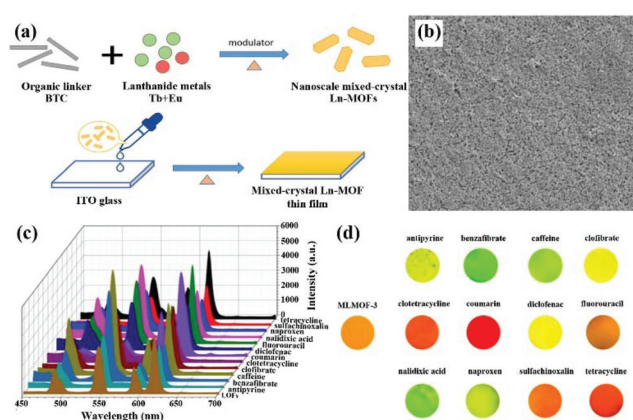 (a)
modulator
Organic linker
BTC
Lanthanide metals
Tb+Eu
Nanoscale mixed-crystal
Ln-MOFs
ITO glass
Mixed-crystal Ln-MOF
thin film
(b)
(c)
6000
5000
4000
3000
2000
1000
0
Intensity (a.u.)
tetracycline
sulfachinoxalin
naproxen
nalidixic acid
fluorouracil
diclofenac
coumarin
clotetracycline
clofibrate
caffeine
benzafibrate
antipyrine
LOFs
450 500 550 600 650 700
Wavelength (nm)
(d)
antipyrine benzafibrate caffeine clofibrate
MLMOF-3 clotetracycline coumarin diclofenac fluorouracil
nalidixic acid naproxen sulfachinoxalin tetracycline